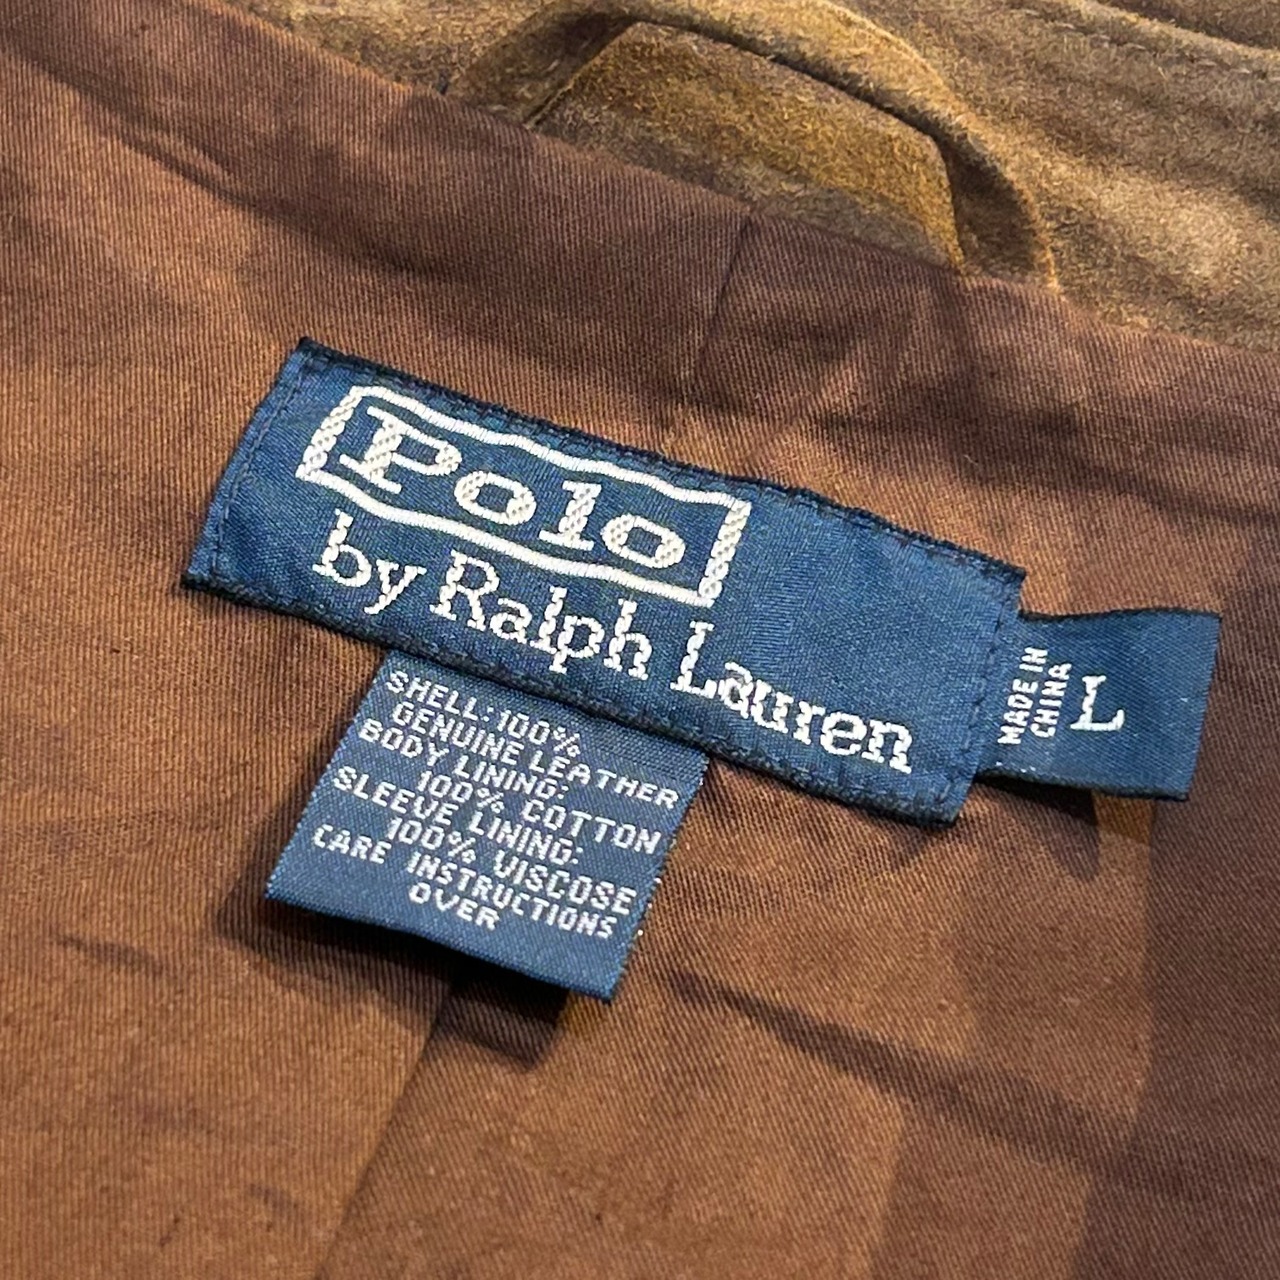 Polo
by Ralph Lauren
MADE IN
CHINA
L
SHELL: 100%
GENUINE LEATHER
BODY LINING:
100% COTTON
SLEEVE LINING:
100% VISCOSE
CARE INSTRUCTIONS
OVER